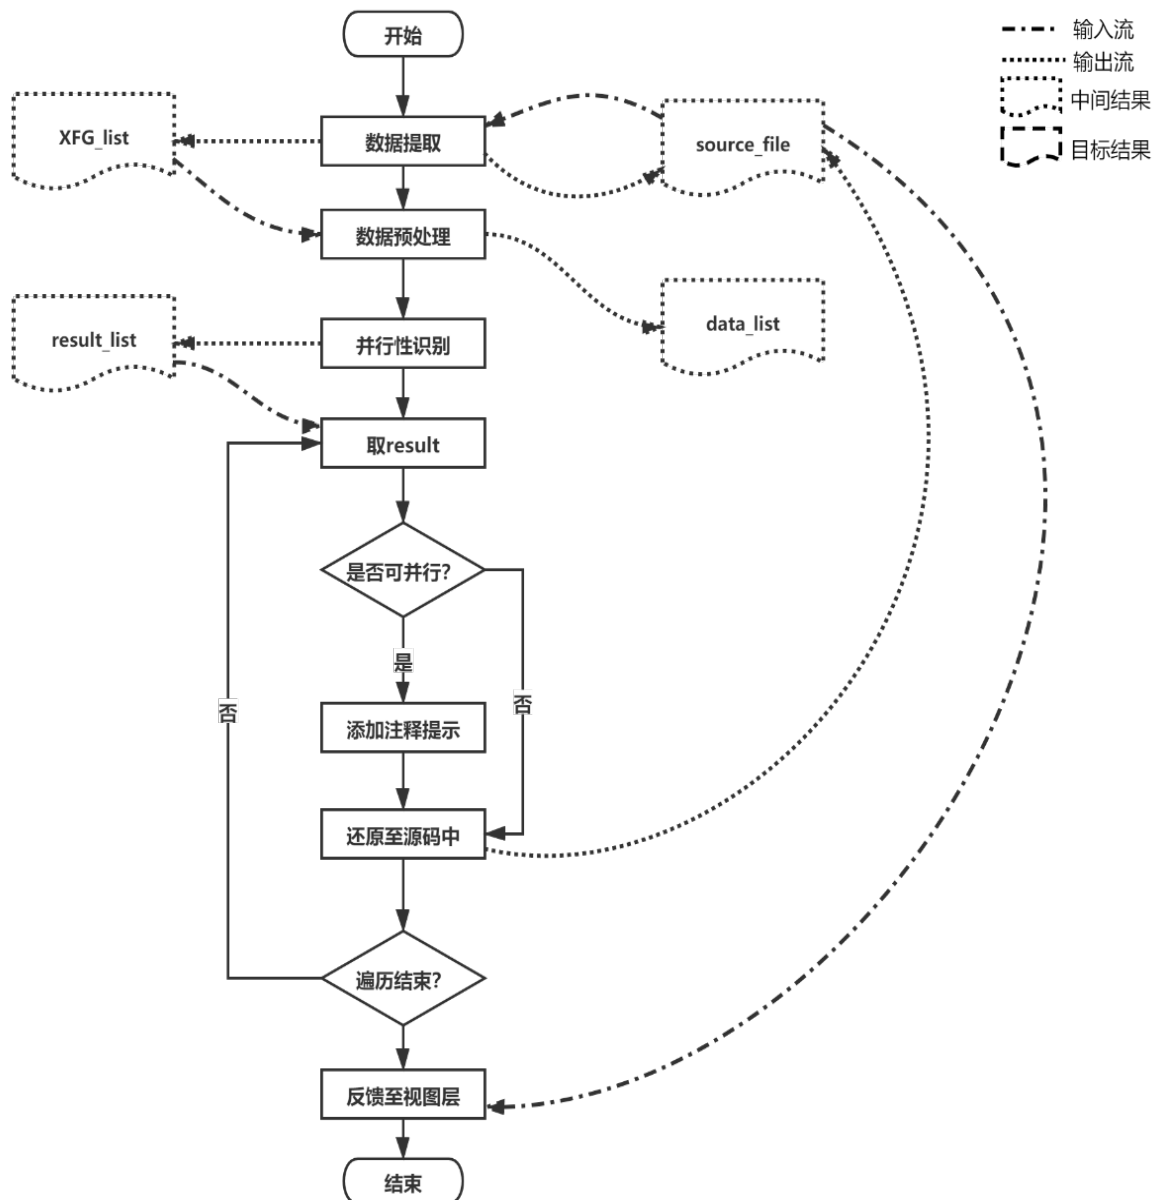 开始
输入流
输出流
中间结果
目标结果
XFG_list
数据提取
source_file
数据预处理
data_list
result_list
并行性识别
取result
是否可并行?
是
否
否
添加注释提示
还原至源码中
遍历结束?
反馈至视图层
结束